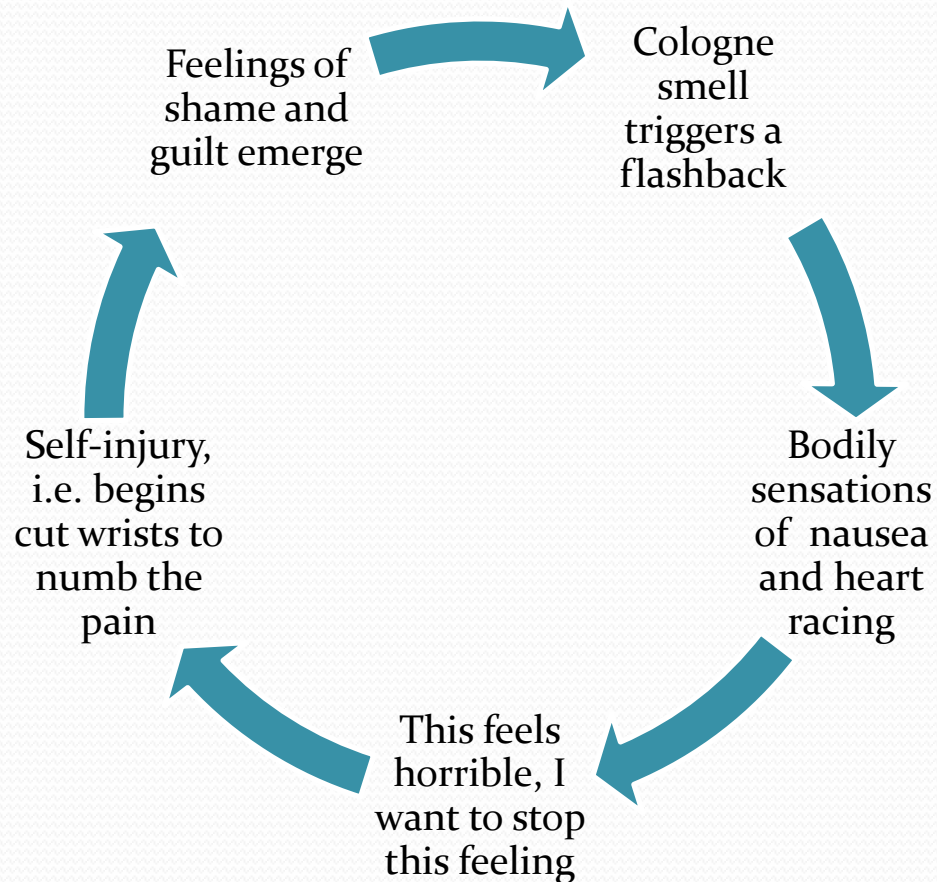 Feelings of
shame and
guilt emerge
Cologne
smell
triggers a
flashback
Bodily
sensations
of nausea
and heart
racing
This feels
horrible, I
want to stop
this feeling
Self-injury,
i.e. begins
cut wrists to
numb the
pain